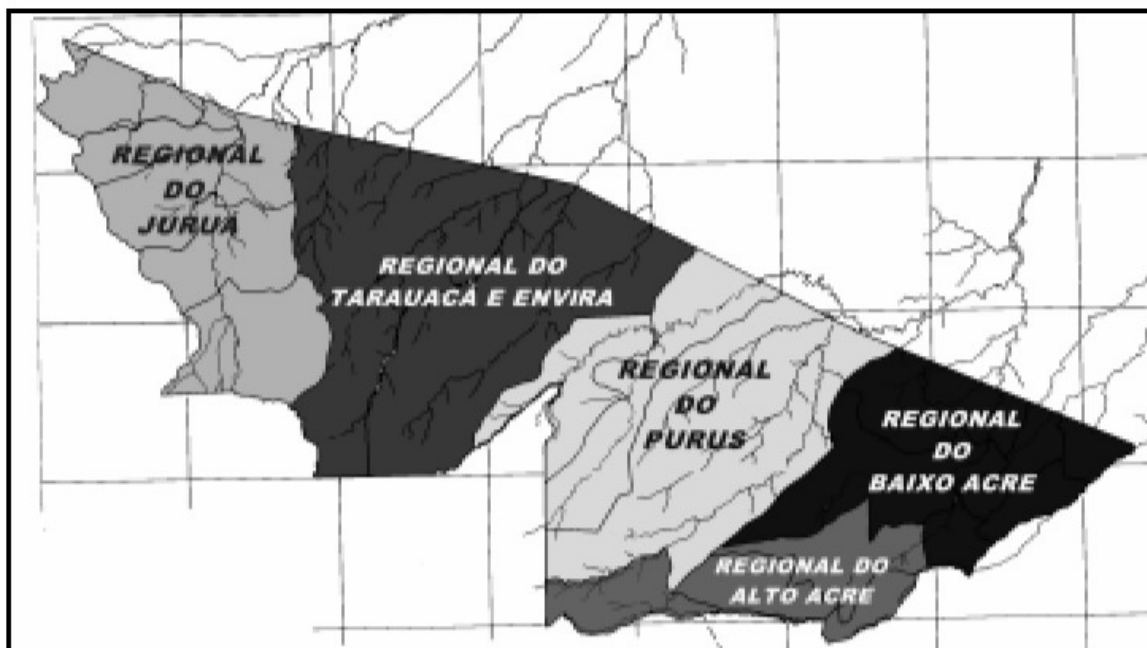 REGIONAL
DO
JURUÁ
REGIONAL DO
TARAUACÁ E ENVIRA
REGIONAL
DO
PURUS
REGIONAL
DO
BAIXO ACRE
REGIONAL DO
ALTO ACRE